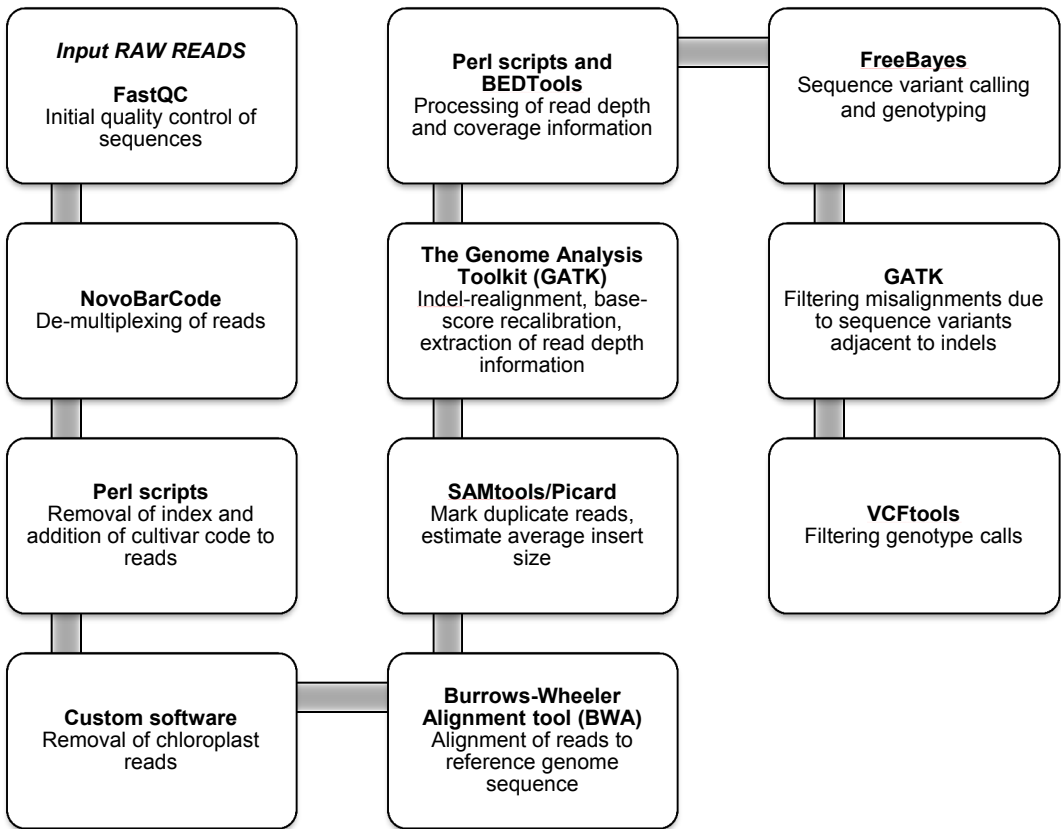 Input RAW READS
FastQC
Initial quality control of
sequences
NovoBarCode
De-multiplexing of reads
Perl scripts
Removal of index and
addition of cultivar code to
reads
Custom software
Removal of chloroplast
reads
Burrows-Wheeler
Alignment tool (BWA)
Alignment of reads to
reference genome
sequence
SAMtools/Picard
Mark duplicate reads,
estimate average insert
size
The Genome Analysis
Toolkit (GATK)
Indel-realignment, base-
score recalibration,
extraction of read depth
information
Perl scripts and
BEDTools
Processing of read depth
and coverage information
FreeBayes
Sequence variant calling
and genotyping
GATK
Filtering misalignments due
to sequence variants
adjacent to indels
VCFtools
Filtering genotype calls